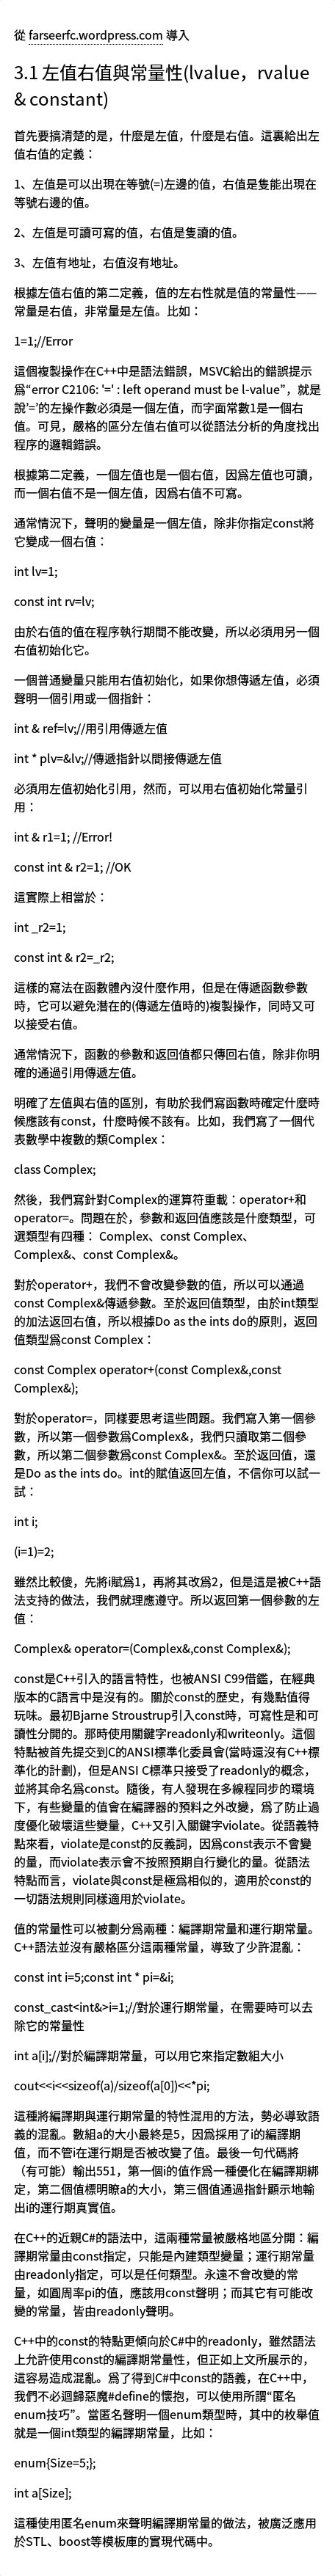 從 farseerfc.wordpress.com 導入
3.1 左值右值與常量性(lvalue，rvalue
& constant)
首先要搞清楚的是，什麼是左值，什麼是右值。這裏給出左
值右值的定義：
1、左值是可以出現在等號(=)左邊的值，右值是隻能出現在
等號右邊的值。
2、左值是可讀可寫的值，右值是隻讀的值。
3、左值有地址，右值沒有地址。
根據左值右值的第二定義，值的左右性就是值的常量性——
常量是右值，非常量是左值。比如：
1=1;//Error
這個複製操作在C++中是語法錯誤，MSVC給出的錯誤提示
爲“error C2106: '=' : left operand must be l-value”，就是
說’=’的左操作數必須是一個左值，而字面常數1是一個右
值。可見，嚴格的區分左值右值可以從語法分析的角度找出
程序的邏輯錯誤。
根據第二定義，一個左值也是一個右值，因爲左值也可讀，
而一個右值不是一個左值，因爲右值不可寫。
通常情況下，聲明的變量是一個左值，除非你指定const將
它變成一個右值：
int lv=1;
const int rv=lv;
由於右值的值在程序執行期間不能改變，所以必須用另一個
右值初始化它。
一個普通變量只能用右值初始化，如果你想傳遞左值，必須
聲明一個引用或一個指針：
int & ref=lv;//用引用傳遞左值
int * plv=&lv;//傳遞指針以間接傳遞左值
必須用左值初始化引用，然而，可以用右值初始化常量引
用：
int & r1=1; //Error!
const int & r2=1; //OK
這實際上相當於：
int _r2=1;
const int & r2=_r2;
這樣的寫法在函數體內沒什麼作用，但是在傳遞函數參數
時，它可以避免潛在的(傳遞左值時的)複製操作，同時又可
以接受右值。
通常情況下，函數的參數和返回值都只傳回右值，除非你明
確的通過引用傳遞左值。
明確了左值與右值的區別，有助於我們寫函數時確定什麼時
候應該有const，什麼時候不該有。比如，我們寫了一個代
表數學中複數的類Complex：
class Complex;
然後，我們寫針對Complex的運算符重載：operator+和
operator=。問題在於，參數和返回值應該是什麼類型，可
選類型有四種： Complex、const Complex、
Complex&、const Complex&。
對於operator+，我們不會改變參數的值，所以可以通過
const Complex&傳遞參數。至於返回值類型，由於int類型
的加法返回右值，所以根據Do as the ints do的原則，返回
值類型爲const Complex：
const Complex operator+(const Complex&,const
Complex&);
對於operator=，同樣要思考這些問題。我們寫入第一個參
數，所以第一個參數爲Complex&，我們只讀取第二個參
數，所以第二個參數爲const Complex&。至於返回值，還
是Do as the ints do。int的賦值返回左值，不信你可以試一
試：
int i;
(i=1)=2;
雖然比較傻，先將i賦爲1，再將其改爲2，但是這是被C++語
法支持的做法，我們就理應遵守。所以返回第一個參數的左
值：
Complex& operator=(Complex&,const Complex&);
const是C++引入的語言特性，也被ANSI C99借鑑，在經典
版本的C語言中是沒有的。關於const的歷史，有幾點值得
玩味。最初Bjarne Stroustrup引入const時，可寫性是和可
讀性分開的。那時使用關鍵字readonly和writeonly。這個
特點被首先提交到C的ANSI標準化委員會(當時還沒有C++標
準化的計劃)，但是ANSI C標準只接受了readonly的概念，
並將其命名爲const。隨後，有人發現在多線程同步的環境
下，有些變量的值會在編譯器的預料之外改變，爲了防止過
度優化破壞這些變量，C++又引入關鍵字violate。從語義特
點來看，violate是const的反義詞，因爲const表示不會變
的量，而violate表示會不按照預期自行變化的量。從語法
特點而言，violate與const是極爲相似的，適用於const的
一切語法規則同樣適用於violate。
值的常量性可以被劃分爲兩種：編譯期常量和運行期常量。
C++語法並沒有嚴格區分這兩種常量，導致了少許混亂：
const int i=5;const int * pi=&i;
const_cast<int&>i=1;//對於運行期常量，在需要時可以去
除它的常量性
int a[i];//對於編譯期常量，可以用它來指定數組大小
cout<<i<<sizeof(a)/sizeof(a[0])<<*pi;
這種將編譯期與運行期常量的特性混用的方法，勢必導致語
義的混亂。數組a的大小最終是5，因爲採用了i的編譯期
值，而不管i在運行期是否被改變了值。最後一句代碼將
（有可能）輸出551，第一個i的值作爲一種優化在編譯期綁
定，第二個值標明瞭a的大小，第三個值通過指針顯示地輸
出i的運行期真實值。
在C++的近親C#的語法中，這兩種常量被嚴格地區分開：編
譯期常量由const指定，只能是內建類型變量；運行期常量
由readonly指定，可以是任何類型。永遠不會改變的常
量，如圓周率pi的值，應該用const聲明；而其它有可能改
變的常量，皆由readonly聲明。
C++中的const的特點更傾向於C#中的readonly，雖然語法
上允許使用const的編譯期常量性，但正如上文所展示的，
這容易造成混亂。爲了得到C#中const的語義，在C++中，
我們不必迴歸惡魔#define的懷抱，可以使用所謂“匿名
enum技巧”。當匿名聲明一個enum類型時，其中的枚舉值
就是一個int類型的編譯期常量，比如：
enum{Size=5;};
int a[Size];
這種使用匿名enum來聲明編譯期常量的做法，被廣泛應用
於STL、boost等模板庫的實現代碼中。